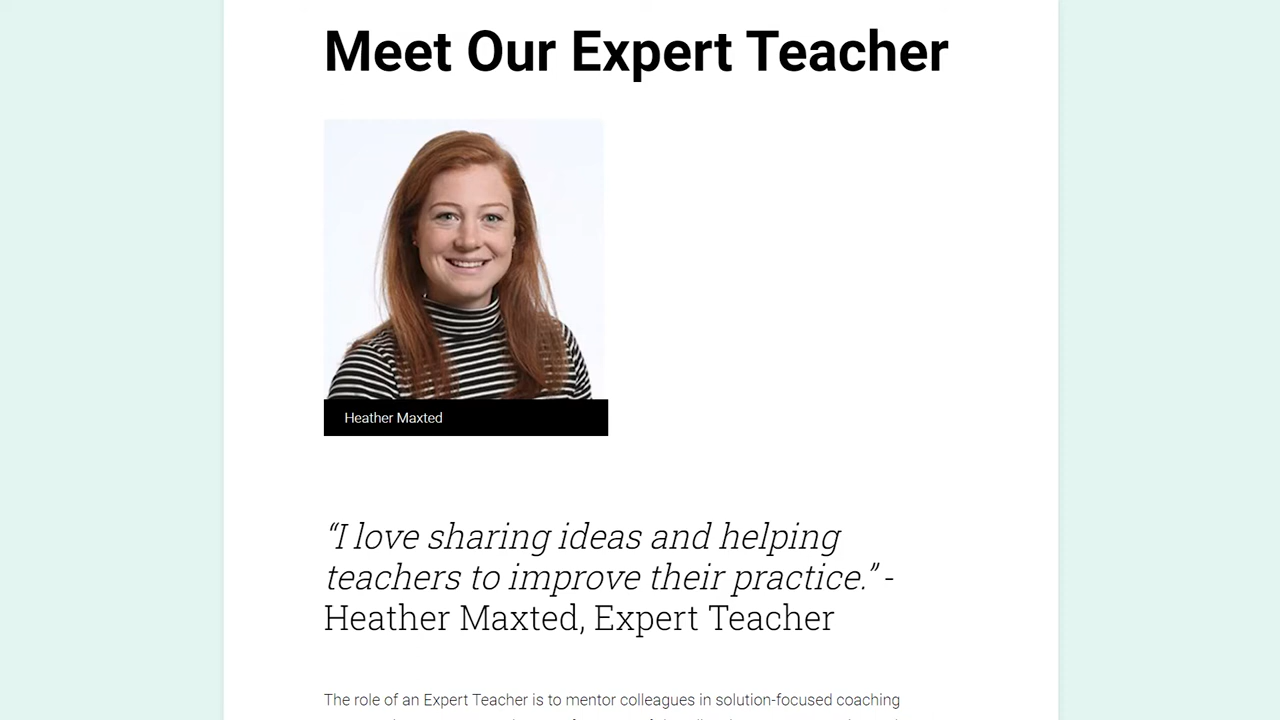 Meet Our Expert Teacher
Heather Maxted
“I love sharing ideas and helping
teachers to improve their practice.” -
Heather Maxted, Expert Teacher
The role of an Expert Teacher is to mentor colleagues in solution-focused coaching